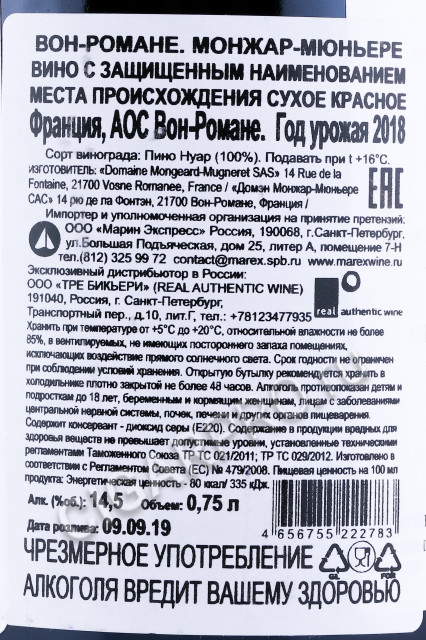 ВОН-РОМАНЕ. МОНЖАР-МЮНЬЕРЕ
ВИНО С ЗАЩИЩЕННЫМ НАИМЕНОВАНИЕМ
МЕСТА ПРОИСХОЖДЕНИЯ СУХОЕ КРАСНОЕ
Франция, АОС Вон-Романе. Год урожая 2018
Сорт винограда: Пино Нуар (100%). Подавать при t +16°С.
ИЗГОТОВИТЕЛЬ: «Domaine Mongeard-Mugneret SAS» 14 Rue de la
Fontaine, 21700 Vosne Romanee, France / «Домэн Монжар-Мюньере
САС» 14 рю де ла Фонтэн, 21700 Вон-Романе, Франция /
EAC
Импортер и уполномоченная организация на принятие претензий:
ООО «Марин Экспресс» Россия, 190068, г. Санкт-Петербург,
ул.Большая Подъяческая, дом 25, литер А, помещение 7-Н
тел.(812) 325 99 72 contact@marex.spb.ru www.marexwine.ru
Эксклюзивный дистрибьютор в России:
ООО «ТРЕ БИКЬЕРИ» (REAL AUTHENTIC WINE)
191040, Россия, г. Санкт-Петербург,
Транспортный пер., д.10, лит.Г, тел.: +78123477935
real authentic wine
Хранить при температуре от +5°С до +20°С, относительной влажности не более
85%, в вентилируемых, не имеющих постороннего запаха помещениях,
исключающих воздействие прямого солнечного света. Срок годности не ограничен
при соблюдении условий хранения. Открытую бутылку рекомендуется хранить в
холодильнике плотно закрытой не более 48 часов. Алкоголь противопоказан детям и
подросткам до 18 лет, беременным и кормящим женщинам, лицам с заболеваниями
центральной нервной системы, почек, печени и других органов пищеварения.
Содержит консервант - диоксид серы (Е220). Содержание в продукции вредных для
здоровья веществ не превышает допустимые уровни, установленные техническими
регламентами Таможенного Союза ТР ТС 021/2011; ТР ТС 029/2012. Изготовлено в
соответствии с Регламентом Совета (ЕС) № 479/2008. Пищевая ценность на 100 мл
продукта: Энергетическая ценность - 80 ккал/ 335 кДж.
Алк. (%об.): 14,5 Объем: 0,75 л
Дата розлива: 09.09.19
4 656755 222783
ЧРЕЗМЕРНОЕ УПОТРЕБЛЕНИЕ
GL FOR
АЛКОГОЛЯ ВРЕДИТ ВАШЕМУ ЗДОРОВЬЮ